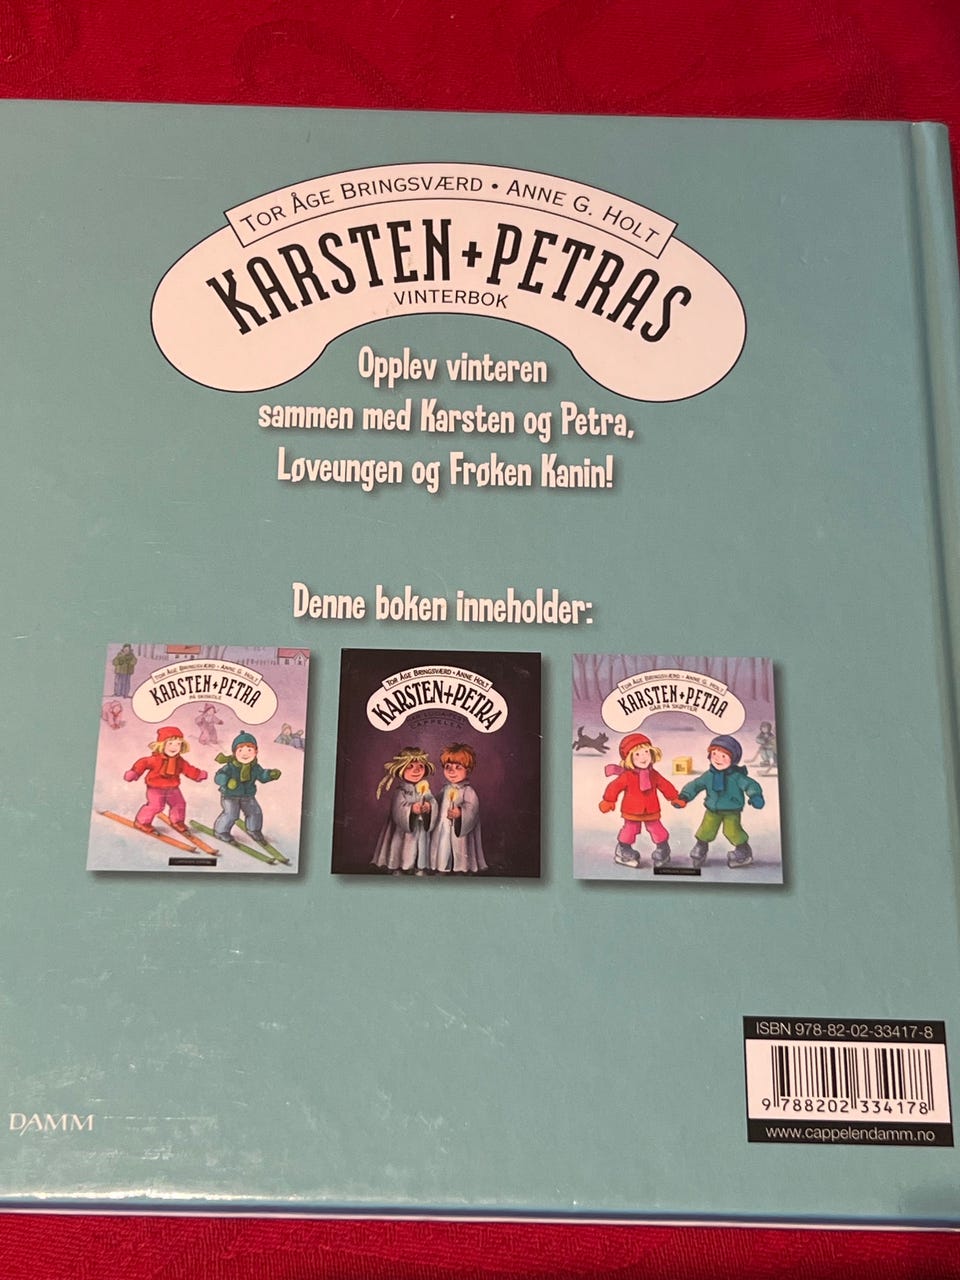 TOR ÅGE BRINGSVÆRD • ANNE G. HOLT
KARSTEN+PETRAS
VINTERBOK
Opplev vinteren
sammen med Karsten og Petra,
Løveungen og Frøken Kanin!
Denne boken inneholder:
TOR ÅGE BRINGSVÆRD • ANNE G. HOLT
KARSTEN+PETRA
PÅ SKISKOLE
TOR ÅGE BRINGSVÆRD • ANNE HOLT
KARSTEN+PETRA
CAPPELEN
TOR ÅGE BRINGSVÆRD • ANNE G. HOLT
KARSTEN+PETRA
GÅR PÅ SKØYTER
ISBN 978-82-02-33417-8
9 788202 334178
www.cappelendamm.no
DAMM